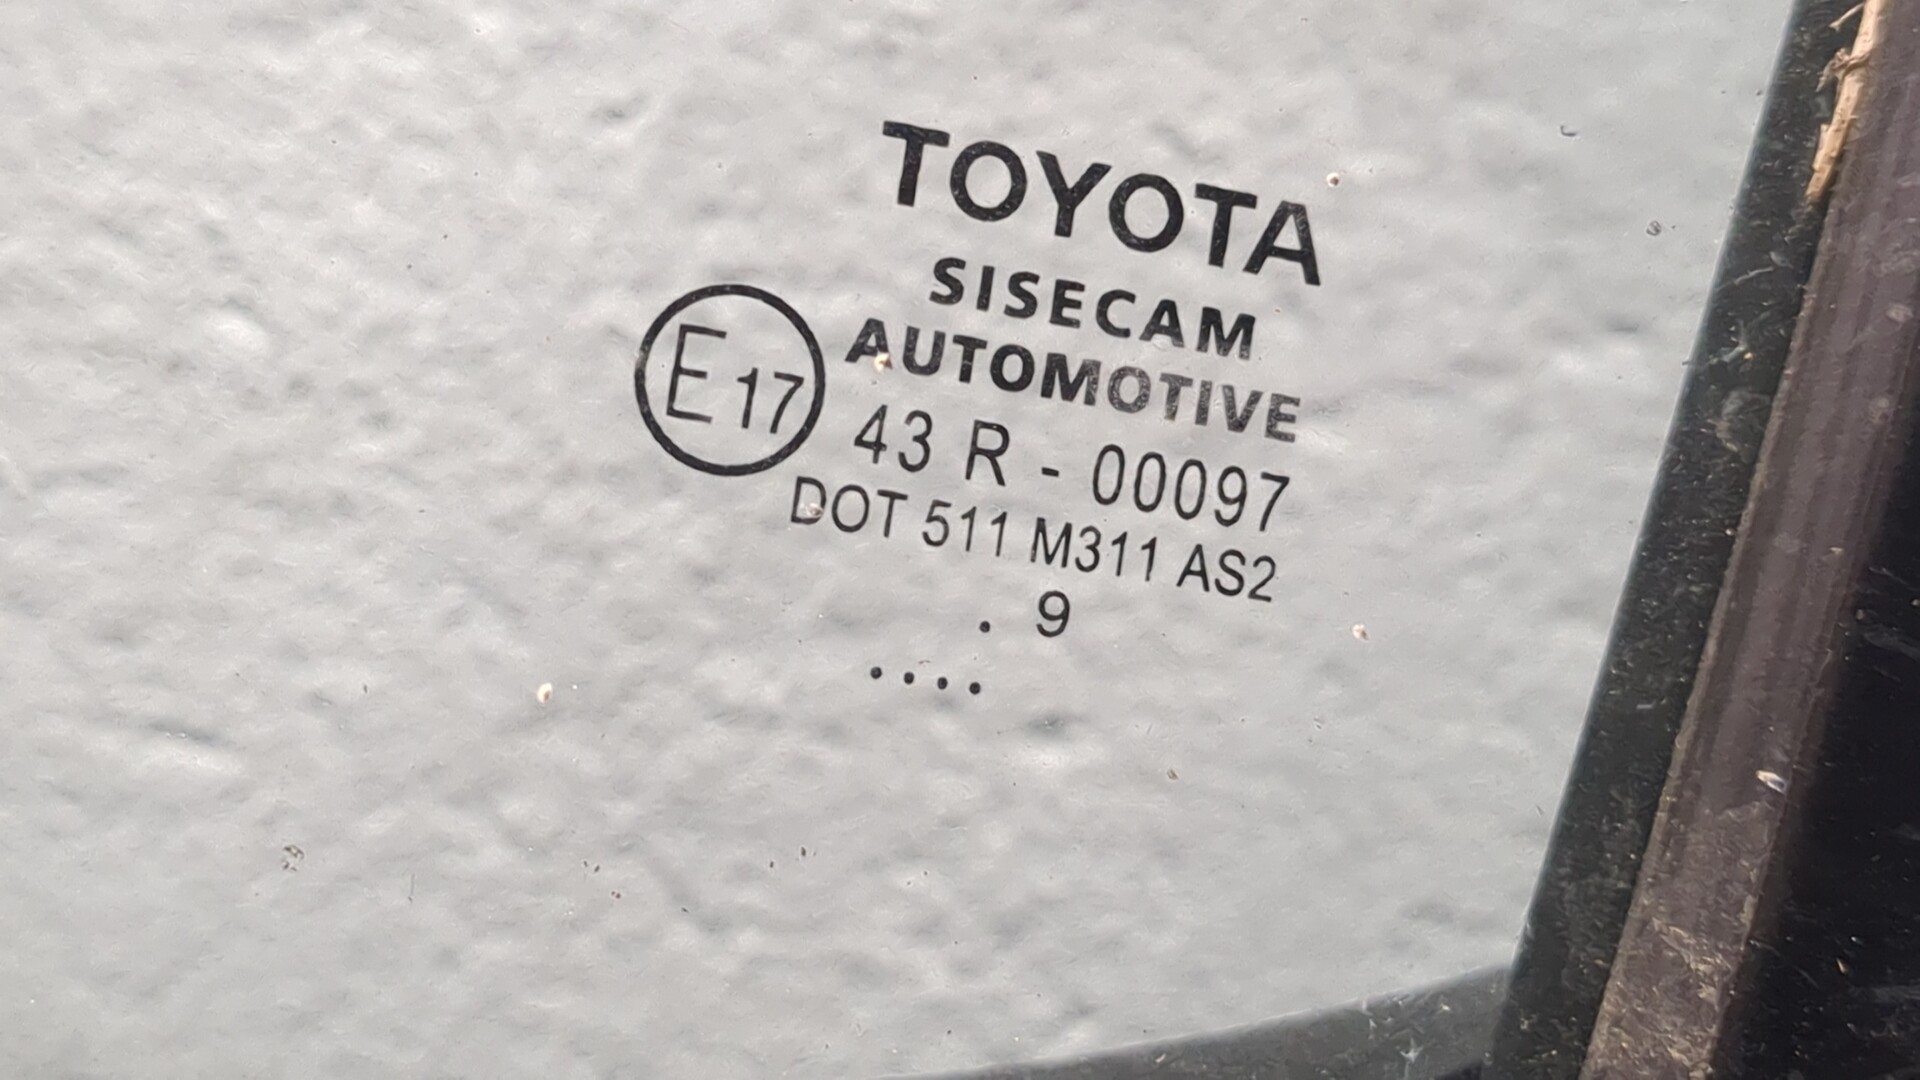 TOYOTA
SISECAM
AUTOMOTIVE
E 17
43 R - 00097
DOT 511 M311 AS2
. 9
....